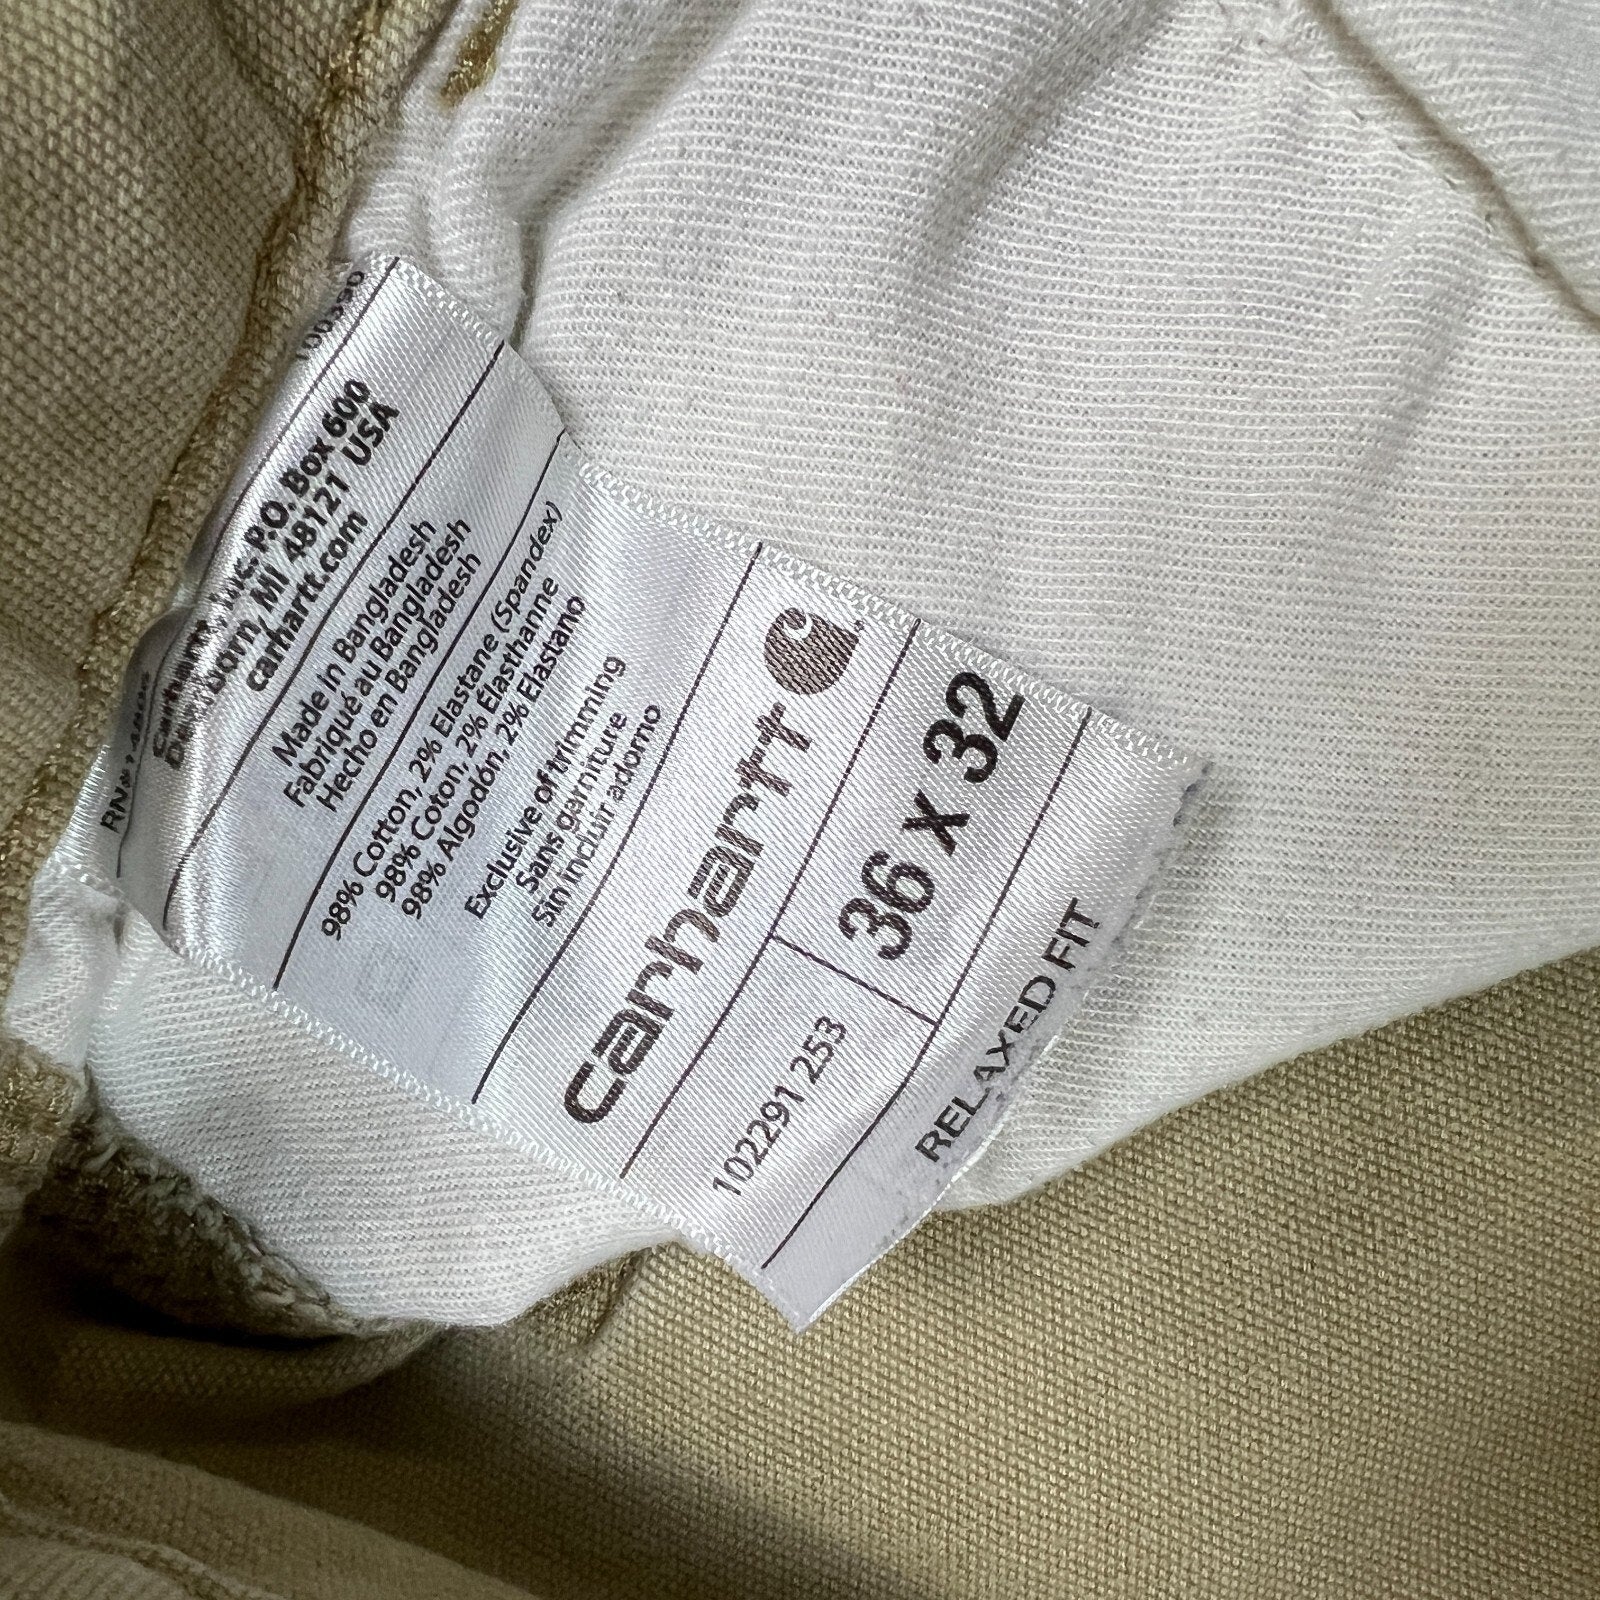 carhartt
36 x 32
102291 253
RELAXED FIT
98% Cotton, 2% Elastane (Spandex)
98% Coton, 2% Élasthanne
98% Algodón, 2% Elastano
Exclusive of trimming
Sans garniture
Sin incluir adorno
Made in Bangladesh
Fabriqué au Bangladesh
Hecho en Bangladesh
Carhartt, Inc. P.O. Box 600
Dearborn, MI 48121 USA
carhartt.com
RN# 14806